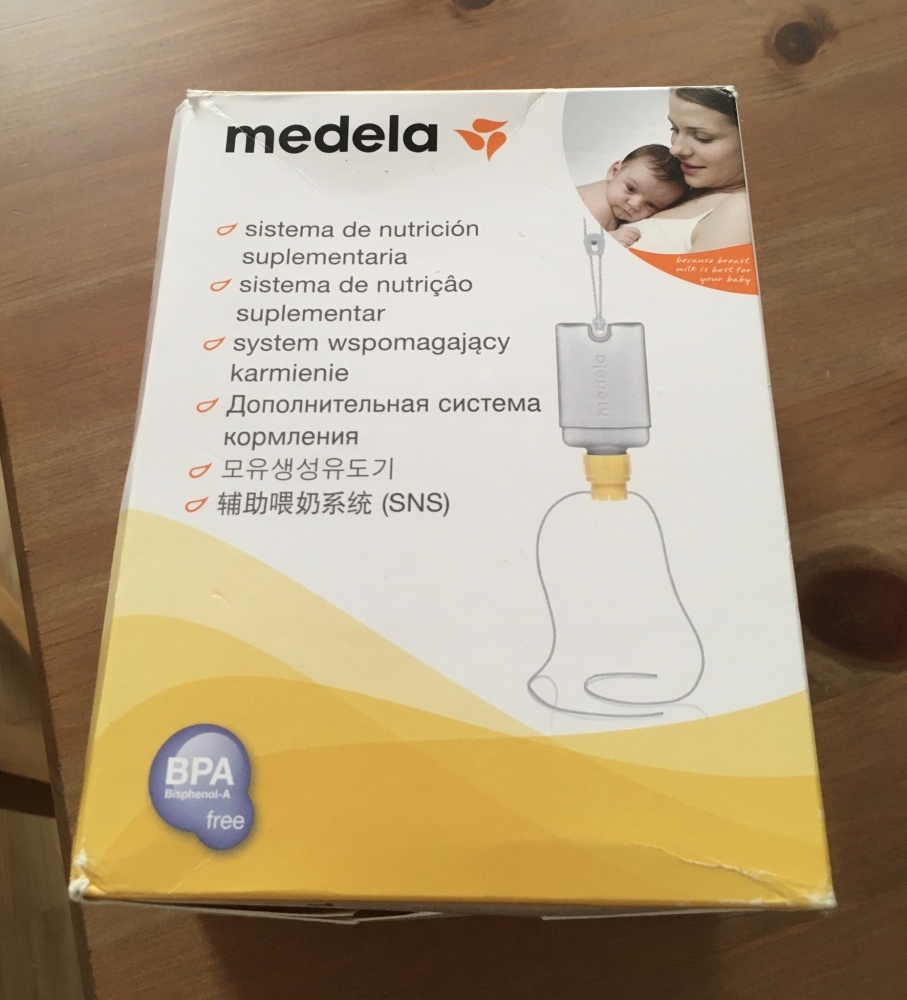 medela
because breast
milk is best for
your baby
sistema de nutrición
suplementaria
sistema de nutriçâo
suplementar
system wspomagający
karmienie
Дополнительная система
кормления
모유생성유도기
辅助喂奶系统 (SNS)
medela
BPA
Bisphenol-A
free